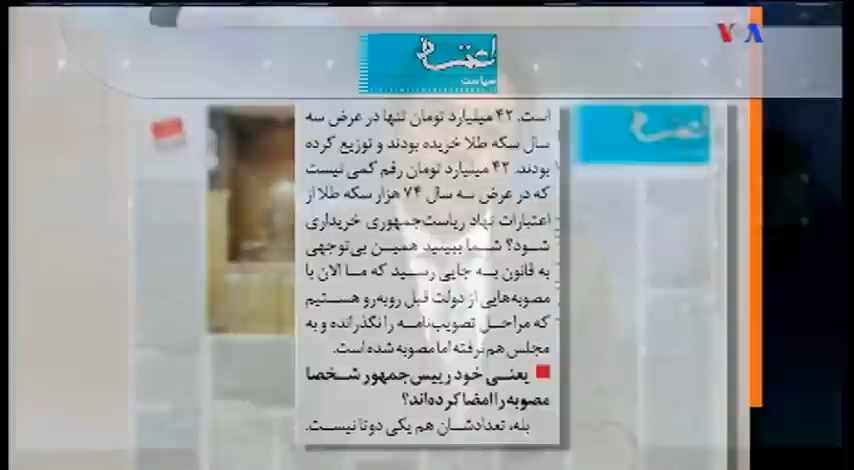 VOA
اعتماد
سیاست
است. ۴۲ میلیارد تومان تنها در عرض سه
سال سکه طلا خریده بودند و توزیع کرده
بودند. ۴۲ میلیارد تومان رقم کمی نیست
که در عرض سه سال ۷۴ هزار سکه طلا از
اعتبارات نهاد ریاست‌جمهوری خریداری
شود؟ شما ببینید همین بی‌توجهی
به قانون به جایی رسید که ما الان با
مصوبه‌هایی از دولت قبل روبه‌رو هستیم
که مراحل تصویب‌نامه را نگذرانده و به
مجلس هم نرفته اما مصوبه شده است.
یعنی خود رییس‌جمهور شخصا
مصوبه را امضا کرده‌اند؟
بله، تعدادشان هم یکی دوتا نیست.